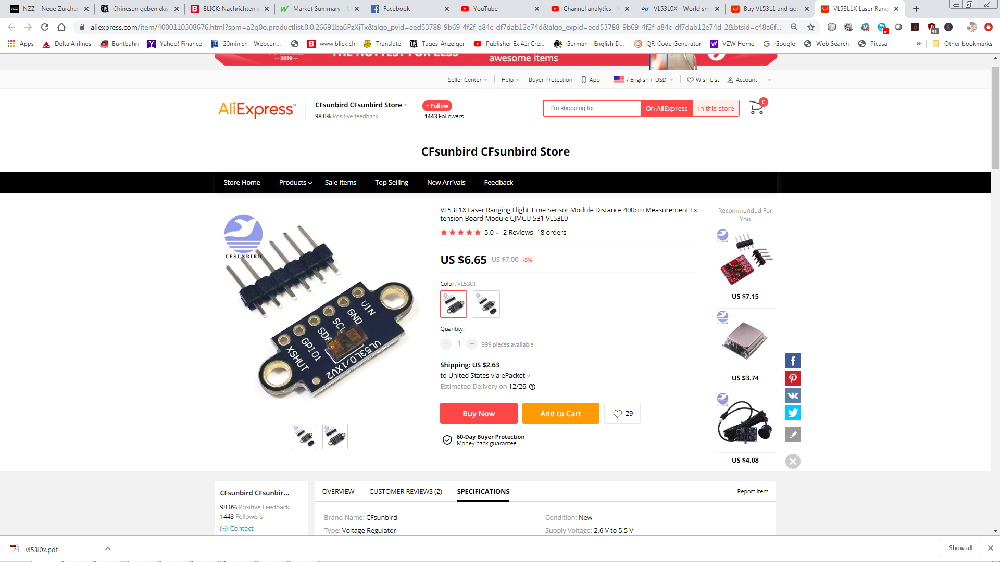 NZZ – Neue Zürcher
Chinesen geben das
BLICK: Nachrichten u
Market Summary – U
Facebook
YouTube
Channel analytics - Y
VL53L0X - World sm
Buy VL53L1 and get
VL53L1X Laser Rang
aliexpress.com/item/4000110308676.html?spm=a2g0o.productlist.0.0.26691ba6PzXjTx&algo_pvid=eed53788-9b69-4f2f-a84c-df7dab12e74d&algo_expid=eed53788-9b69-4f2f-a84c-df7dab12e74d-2&btsid=c48a6f...
41
Apps
Delta Airlines
Buntbahn
Yahoo! Finance
20min.ch - Webcen...
www.blick.ch
Translate
Tages-Anzeiger
Publisher Ex 41: Cre...
German - English D...
QR-Code Generator
VZW Home
Google
Web Search
Picasa
»
Other bookmarks
— 2019 —
THE HOTTEST FOR LESS
awesome items
Seller Center
Help
Buyer Protection
App
/ English / USD
Wish List
Account
AliExpress™
CFsunbird CFsunbird Store
98.0% Positive feedback
+ Follow
1443 Followers
I'm shopping for...
On AliExpress
In this store
0
CFsunbird CFsunbird Store
Store Home
Products
Sale Items
Top Selling
New Arrivals
Feedback
CFSUNBIRD
VIN
GND
SCL
SDA
GPIO1
XSHUT
VL53L0/1XV2
VL53L1X Laser Ranging Flight Time Sensor Module Distance 400cm Measurement Ex
tension Board Module CJMCU-531 VL53L0
5.0
2 Reviews
18 orders
US $6.65
US $7.00
-5%
Color: VL53L1
Quantity:
1
999 pieces available
Shipping: US $2.63
to United States via ePacket
Estimated Delivery on 12/26
Buy Now
Add to Cart
29
60-Day Buyer Protection
Money back guarantee
Recommended For
You
CFSUNBIRD
US $7.15
CFSUNBIRD
US $3.74
CFSUNBIRD
US $4.08
CFsunbird CFsunbir...
98.0% Positive Feedback
1443 Followers
Contact
OVERVIEW
CUSTOMER REVIEWS (2)
SPECIFICATIONS
Report Item
Brand Name: CFsunbird
Condition: New
Type: Voltage Regulator
Supply Voltage: 2.6 V to 5.5 V
vl53l0x.pdf
Show all